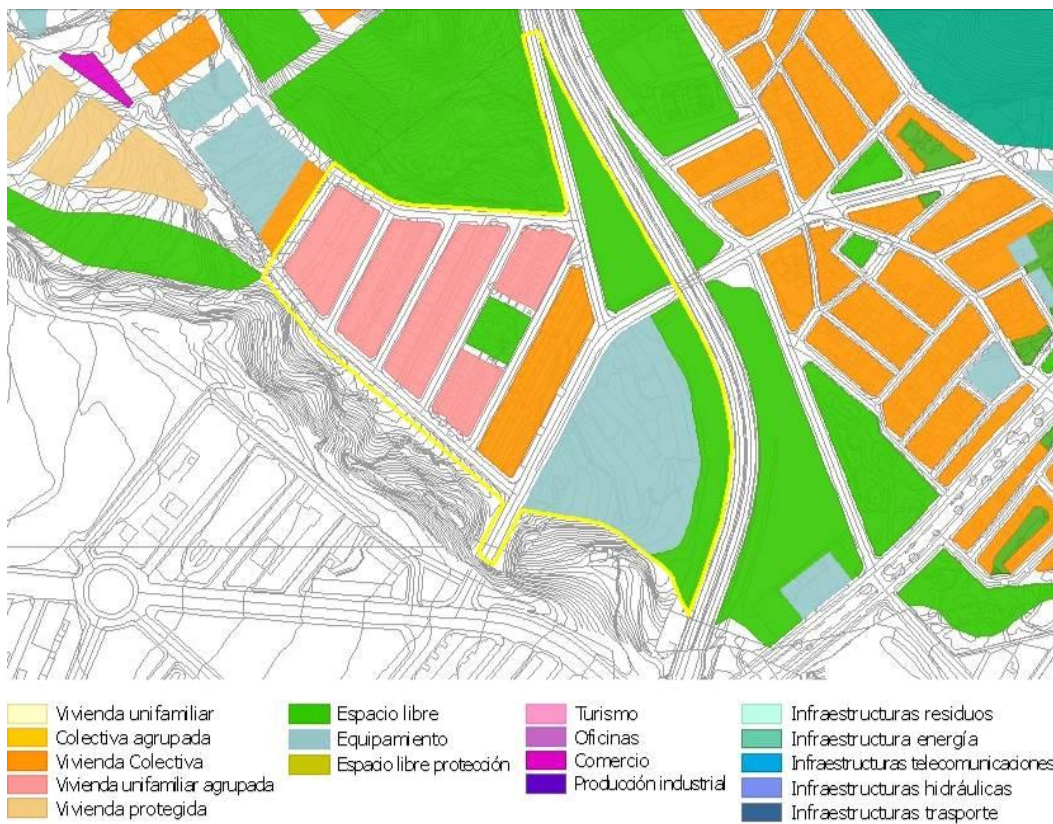 Vivienda unifamiliar
Colectiva agrupada
Vivienda Colectiva
Vivienda unifamiliar agrupada
Vivienda protegida
Espacio libre
Equipamiento
Espacio libre protección
Turismo
Oficinas
Comercio
Producción industrial
Infraestructuras residuos
Infraestructura energía
Infraestructuras telecomunicaciones
Infraestructuras hidráulicas
Infraestructuras trasporte